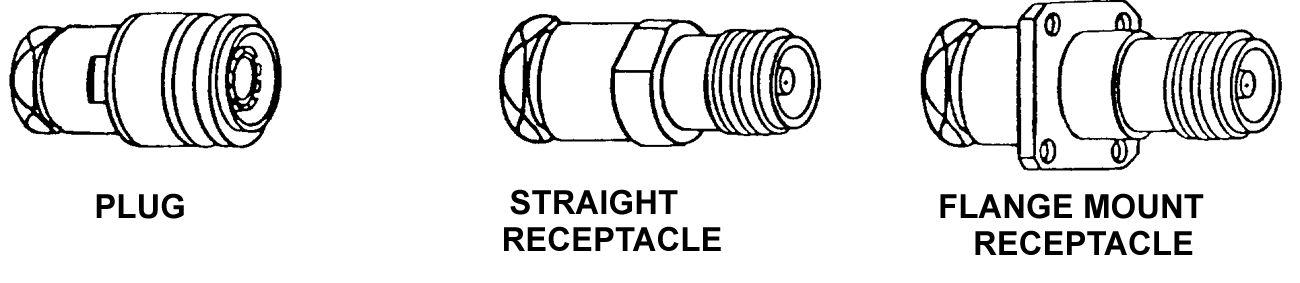 PLUG
STRAIGHT
RECEPTACLE
FLANGE MOUNT
RECEPTACLE